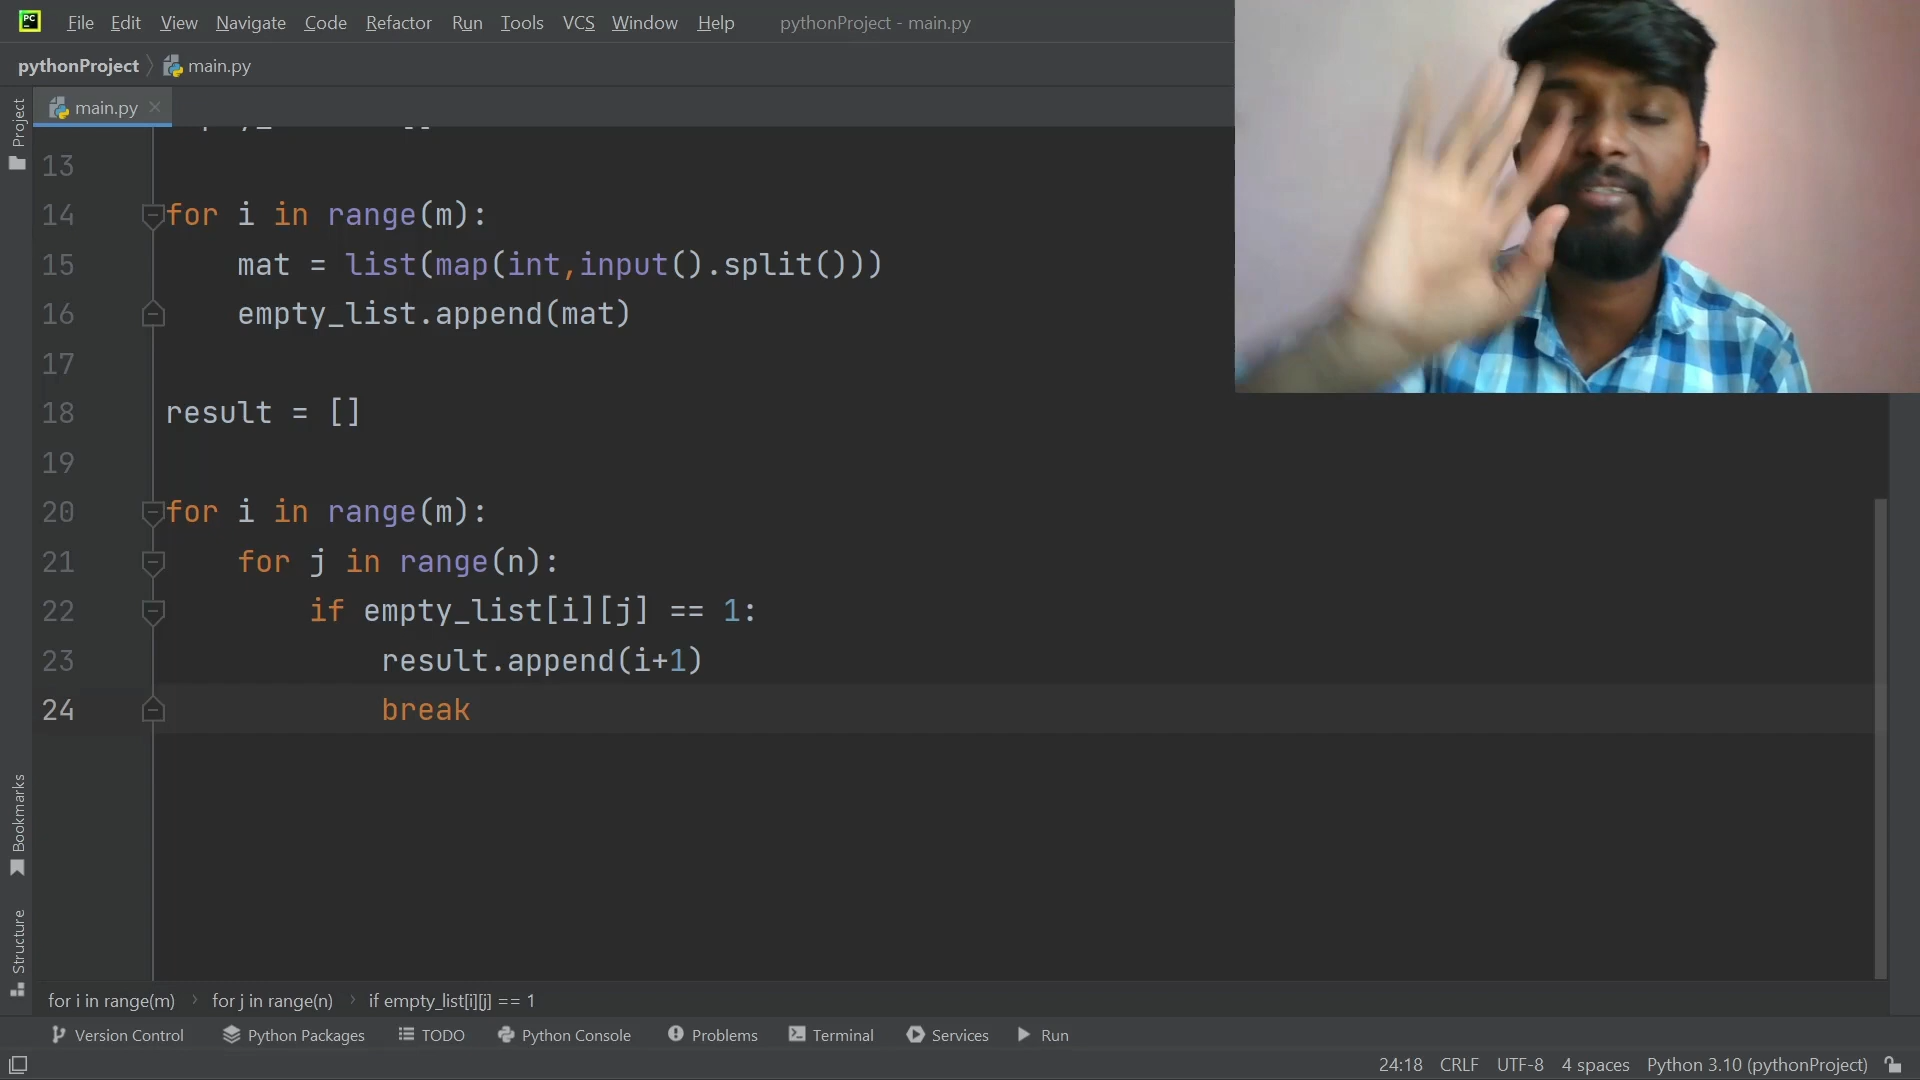 PC File Edit View Navigate Code Refactor Run Tools VCS Window Help pythonProject - main.py
pythonProject main.py
Project
main.py
13
14 for i in range(m):
15 mat = list(map(int,input().split()))
16 empty_list.append(mat)
17
18 result = []
19
20 for i in range(m):
21 for j in range(n):
22 if empty_list[i][j] == 1:
23 result.append(i+1)
24 break
Bookmarks
Structure
for i in range(m) for j in range(n) if empty_list[i][j] == 1
Version Control Python Packages TODO Python Console Problems Terminal Services Run
24:18 CRLF UTF-8 4 spaces Python 3.10 (pythonProject)